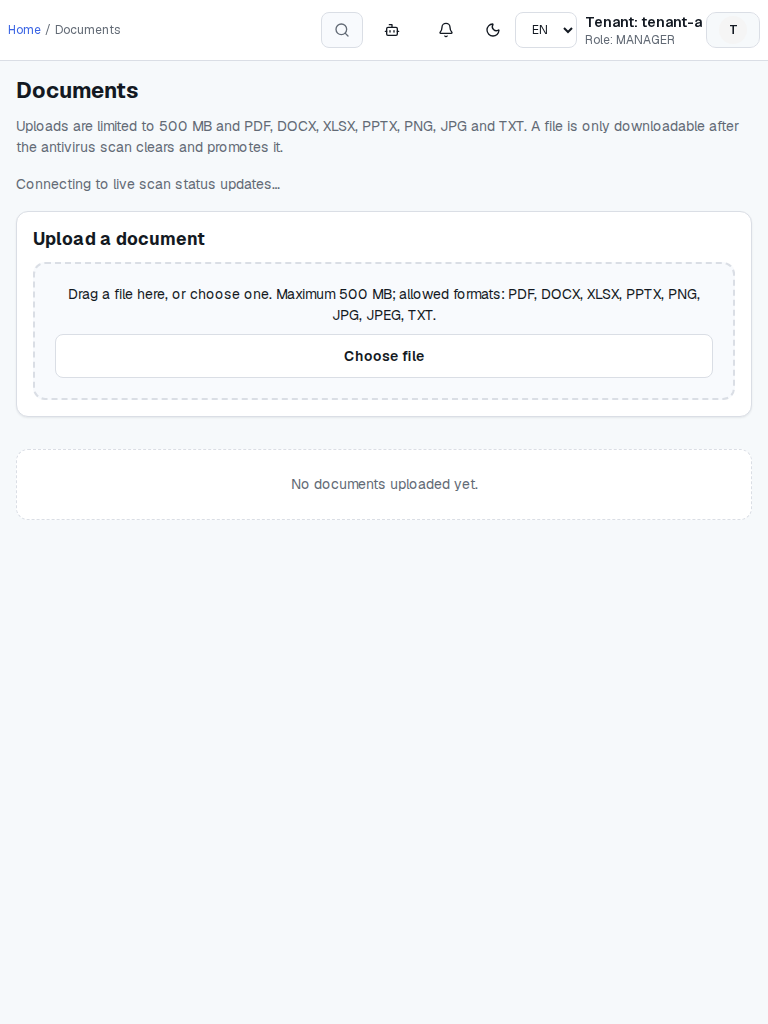 Home / Documents
EN
Tenant: tenant-a
Role: MANAGER
T
Documents
Uploads are limited to 500 MB and PDF, DOCX, XLSX, PPTX, PNG, JPG and TXT. A file is only downloadable after
the antivirus scan clears and promotes it.
Connecting to live scan status updates…
Upload a document
Drag a file here, or choose one. Maximum 500 MB; allowed formats: PDF, DOCX, XLSX, PPTX, PNG,
JPG, JPEG, TXT.
Choose file
No documents uploaded yet.